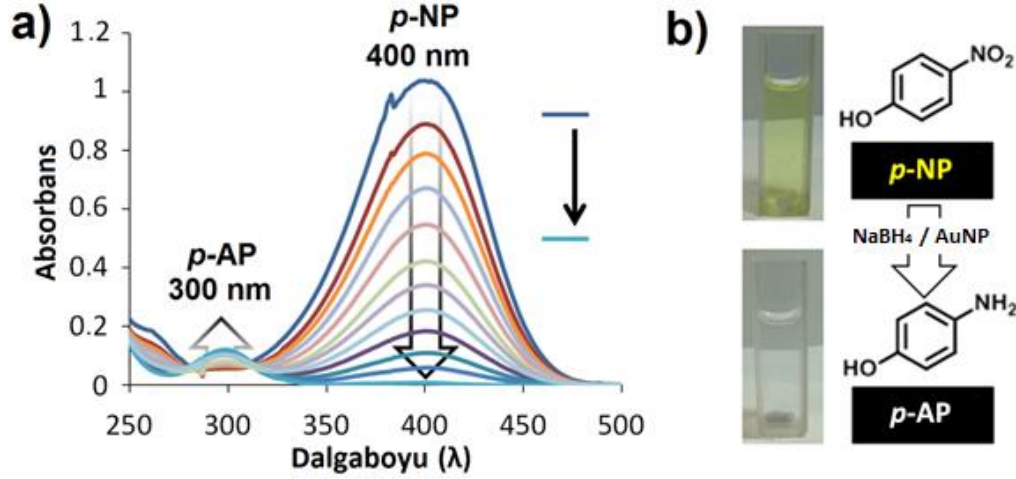 a)
p-NP
400 nm
p-AP
300 nm
Absorbans
1.2
1
0.8
0.6
0.4
0.2
0
250
300
350
400
450
500
Dalgaboyu (λ)
b)
NO₂
HO
p-NP
NaBH₄ / AuNP
NH₂
HO
p-AP